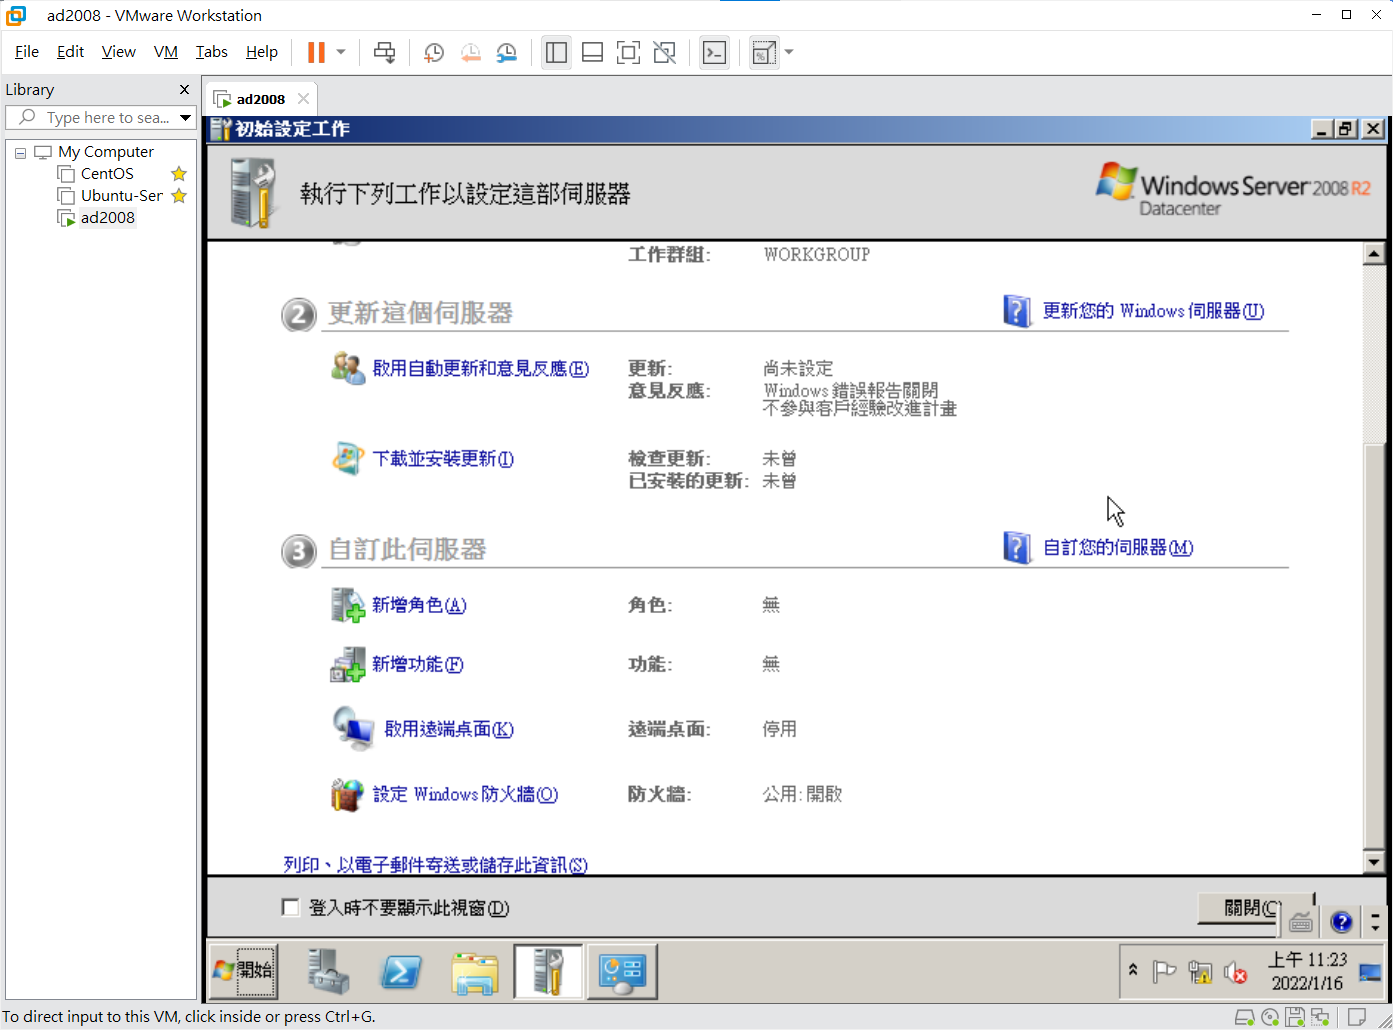 ad2008 - VMware Workstation
File Edit View VM Tabs Help
Library
ad2008
Type here to sea...
My Computer
CentOS
Ubuntu-Ser
ad2008
初始設定工作
執行下列工作以設定這部伺服器
Windows Server 2008 R2
Datacenter
工作群組: WORKGROUP
2 更新這個伺服器 更新您的 Windows 伺服器(U)
啟用自動更新和意見反應(E) 更新: 尚未設定
意見反應: Windows 錯誤報告關閉
不參與客戶經驗改進計畫
下載並安裝更新(I) 檢查更新: 未曾
已安裝的更新: 未曾
3 自訂此伺服器 自訂您的伺服器(M)
新增角色(A) 角色: 無
新增功能(F) 功能: 無
啟用遠端桌面(K) 遠端桌面: 停用
設定 Windows 防火牆(O) 防火牆: 公用: 開啟
列印、以電子郵件寄送或儲存此資訊(S)
登入時不要顯示此視窗(D)
關閉(C
開始
上午 11:23
2022/1/16
To direct input to this VM, click inside or press Ctrl+G.